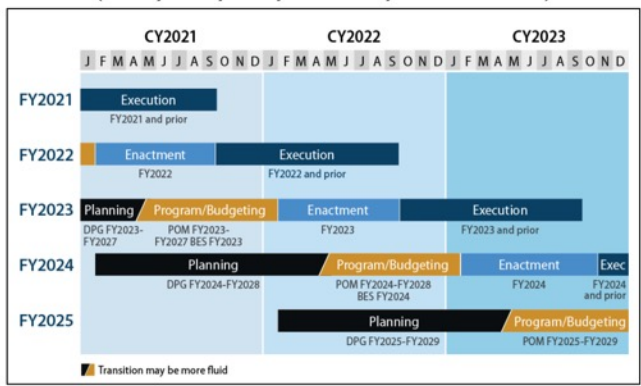 CY2021 CY2022 CY2023
J F M A M J J A S O N D J F M A M J J A S O N D J F M A M J J A S O N D
FY2021 Execution
FY2021 and prior
FY2022 Enactment Execution
FY2022 FY2022 and prior
FY2023 Planning Program/Budgeting Enactment Execution
DPG FY2023- POM FY2023- FY2023 FY2023 and prior
FY2027 FY2027 BES FY2023
FY2024 Planning Program/Budgeting Enactment Exec
DPG FY2024-FY2028 POM FY2024-FY2028 FY2024 FY2024
BES FY2024 and prior
FY2025 Planning Program/Budgeting
DPG FY2025-FY2029 POM FY2025-FY2029
Transition may be more fluid